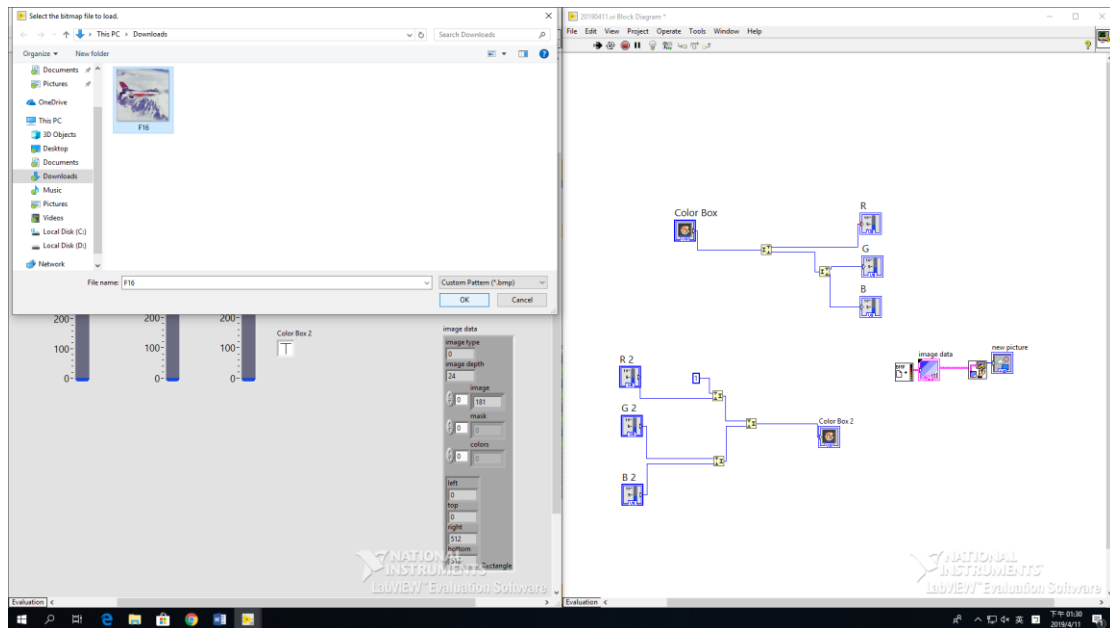 Select the bitmap file to load.
This PC > Downloads
Search Downloads
Organize
New folder
Documents
Pictures
OneDrive
This PC
3D Objects
Desktop
Documents
Downloads
Music
Pictures
Videos
Local Disk (C:)
Local Disk (D:)
Network
F16
File name: F16
Custom Pattern (*.bmp)
OK
Cancel
200-
100-
0-
200-
100-
0-
200-
100-
0-
Color Box 2
image data
image type
0
image depth
24
image
0
181
mask
0
0
colors
0
0
left
0
top
0
right
512
bottom
512
Rectangle
NATIONAL
INSTRUMENTS
LabVIEW™ Evaluation Software
Evaluation
20190411.vi Block Diagram *
File Edit View Project Operate Tools Window Help
Color Box
R
G
B
R 2
1
G 2
B 2
Color Box 2
BMP
image data
new picture
NATIONAL
INSTRUMENTS
LabVIEW™ Evaluation Software
Evaluation
英
下午 01:30
2019/4/11